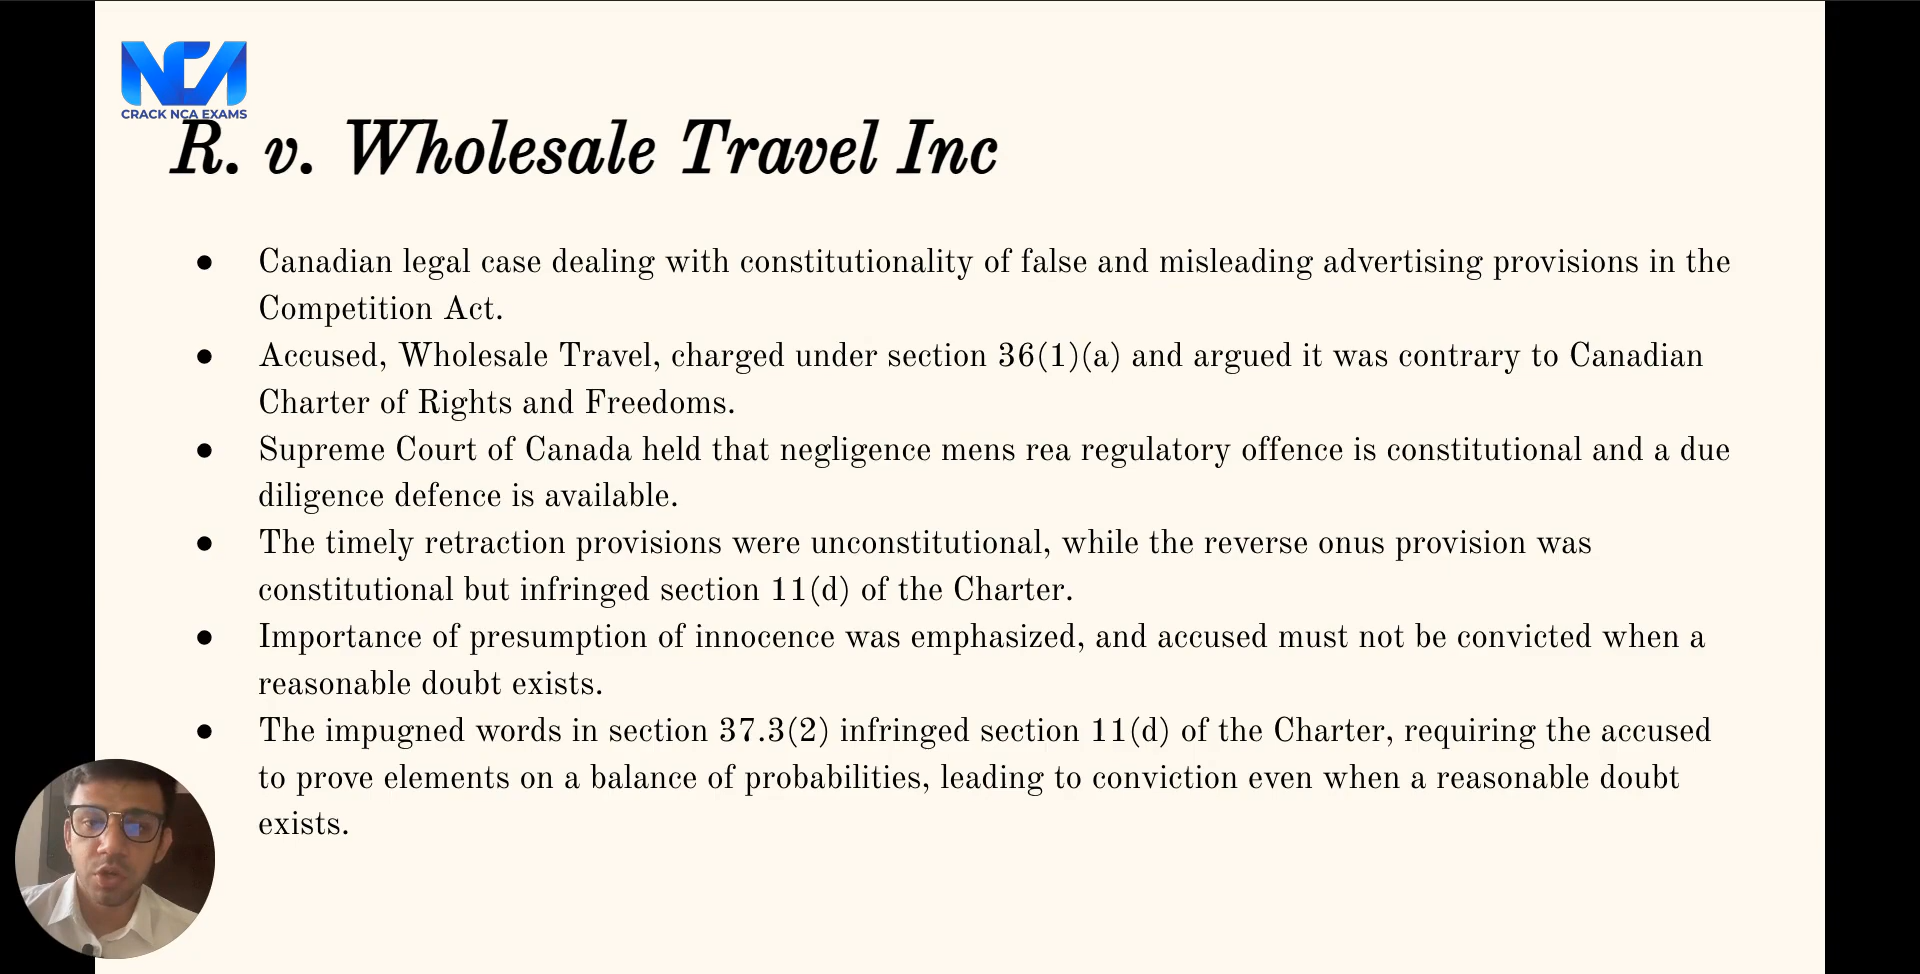 NCA
CRACK NCA EXAMS
R. v. Wholesale Travel Inc
● Canadian legal case dealing with constitutionality of false and misleading advertising provisions in the
Competition Act.
● Accused, Wholesale Travel, charged under section 36(1)(a) and argued it was contrary to Canadian
Charter of Rights and Freedoms.
● Supreme Court of Canada held that negligence mens rea regulatory offence is constitutional and a due
diligence defence is available.
● The timely retraction provisions were unconstitutional, while the reverse onus provision was
constitutional but infringed section 11(d) of the Charter.
● Importance of presumption of innocence was emphasized, and accused must not be convicted when a
reasonable doubt exists.
● The impugned words in section 37.3(2) infringed section 11(d) of the Charter, requiring the accused
to prove elements on a balance of probabilities, leading to conviction even when a reasonable doubt
exists.